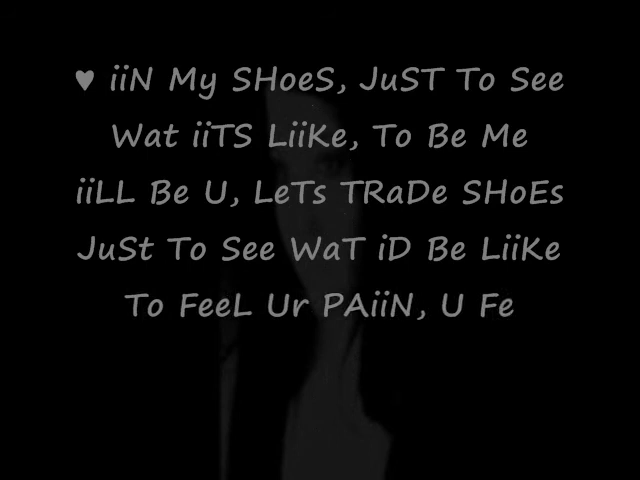 ♥ iiN My SHoeS, JuST To See
Wat iiTS LiiKe, To Be Me
iiLL Be U, LeTs TRaDe SHoEs
JuSt To See WaT iD Be LiiKe
To FeeL Ur PAiiN, U Fe